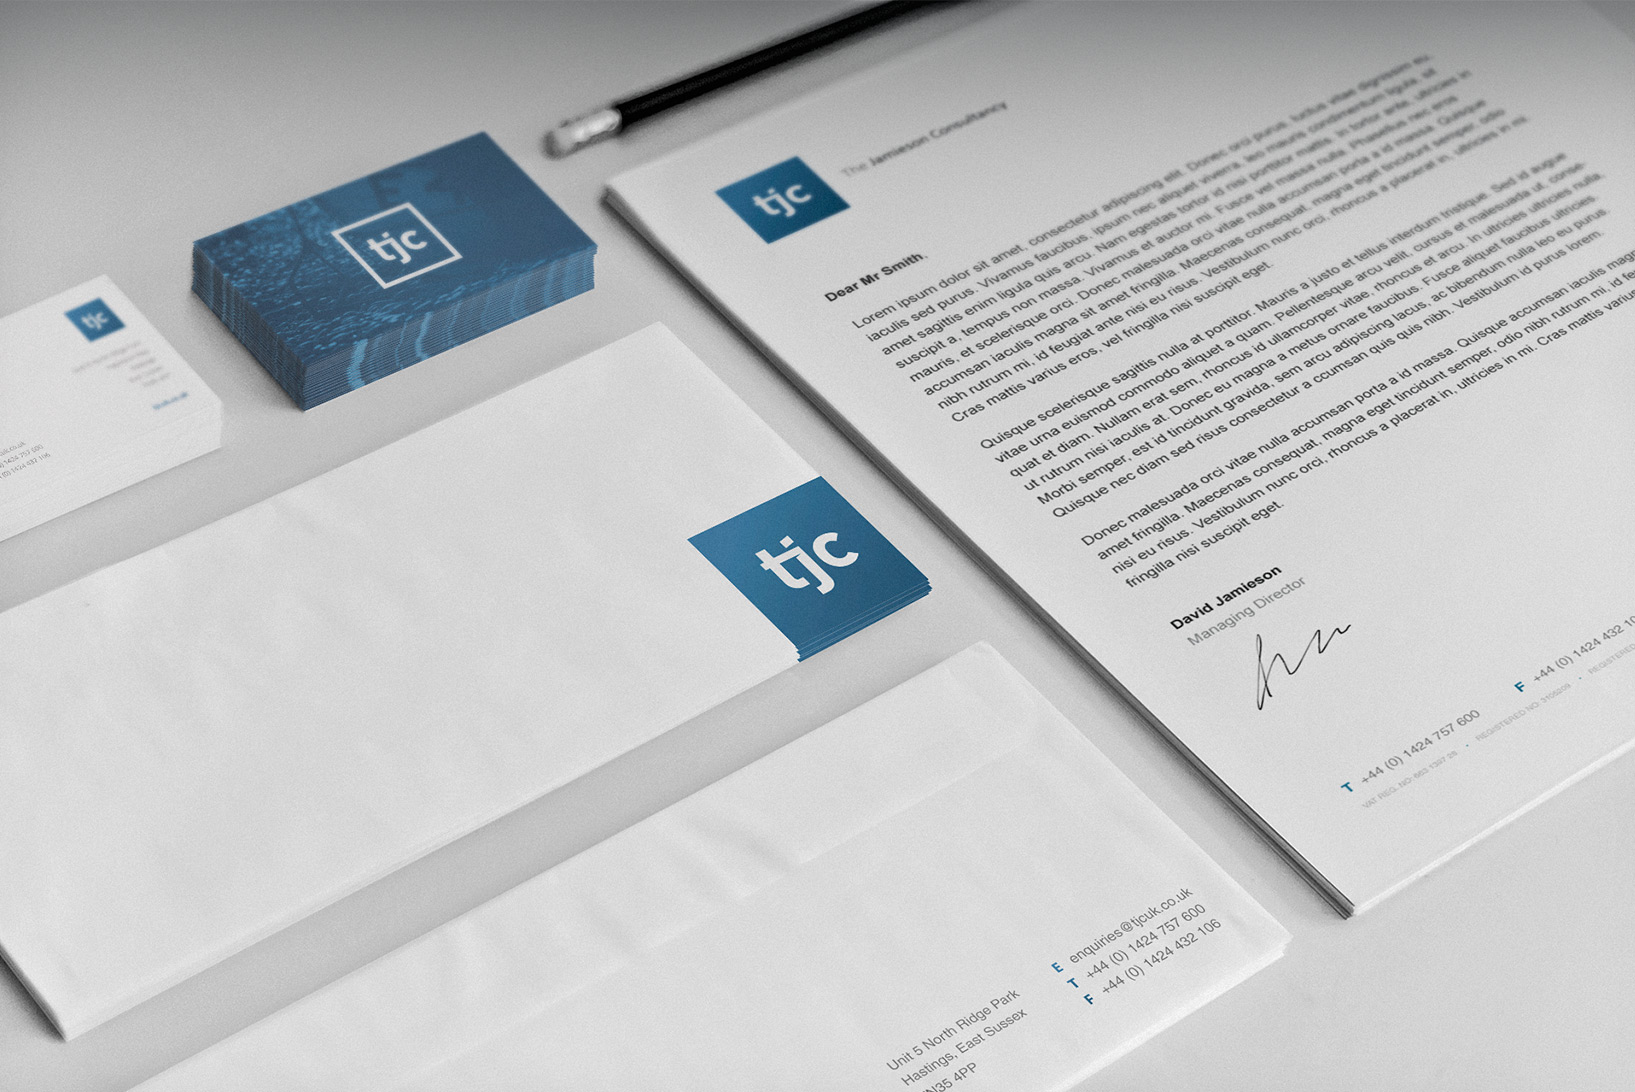 tjc
tjc
.co.uk
1424 757 600
(0) 1424 432 106
tjc
E enquiries@tjcuk.co.uk
T +44 (0) 1424 757 600
F +44 (0) 1424 432 106
Unit 5 North Ridge Park
Hastings, East Sussex
4PP
tjc
The Jamieson Consultancy
Dear Mr Smith,
Lorem ipsum dolor sit amet, consectetur adipiscing elit. Donec orci purus, luctus vitae dignissim eu,
iaculis sed purus. Vivamus faucibus, ipsum nec aliquet viverra, leo mauris condimentum ligula, sit
amet sagittis enim ligula quis arcu. Nam egestas tortor id nisi porttitor mattis. In tortor ante, ultricies in
suscipit a, tempus non massa. Vivamus et auctor mi. Fusce vel massa nulla. Phasellus nec eros
mauris, et scelerisque orci. Donec malesuada orci vitae nulla accumsan porta a id massa. Quisque
accumsan iaculis magna sit amet fringilla. Maecenas consequat, magna eget tincidunt semper, odio
nibh rutrum mi, id feugiat ante nisi eu risus. Vestibulum nunc orci, rhoncus a placerat in, ultricies in mi.
Cras mattis varius eros, vel fringilla nisi suscipit eget.
Quisque scelerisque sagittis nulla at porttitor. Mauris a justo et tellus interdum tristique. Sed id augue
vitae urna euismod commodo aliquet a quam. Pellentesque arcu velit, cursus et malesuada ut, conse-
quat et diam. Nullam erat sem, rhoncus id ullamcorper vitae, rhoncus et arcu. In ultricies ultricies nulla,
ut rutrum nisi iaculis at. Donec eu magna a metus ornare faucibus. Fusce aliquet faucibus ultricies.
Morbi semper, est id tincidunt gravida, sem arcu adipiscing lacus, ac bibendum nulla leo eu purus.
Quisque nec diam sed risus consectetur a ccumsan quis quis nibh. Vestibulum id purus lorem.
Donec malesuada orci vitae nulla accumsan porta a id massa. Quisque accumsan iaculis
amet fringilla. Maecenas consequat, magna eget tincidunt semper, odio nibh rutrum mi, id
nisi eu risus. Vestibulum nunc orci, rhoncus a placerat in, ultricies in mi. Cras mattis varius
fringilla nisi suscipit eget.
David Jamieson
Managing Director
T +44 (0) 1424 757 600 F +44 (0) 1424 432
VAT REG. NO: • REGISTERED NO • REGISTERED